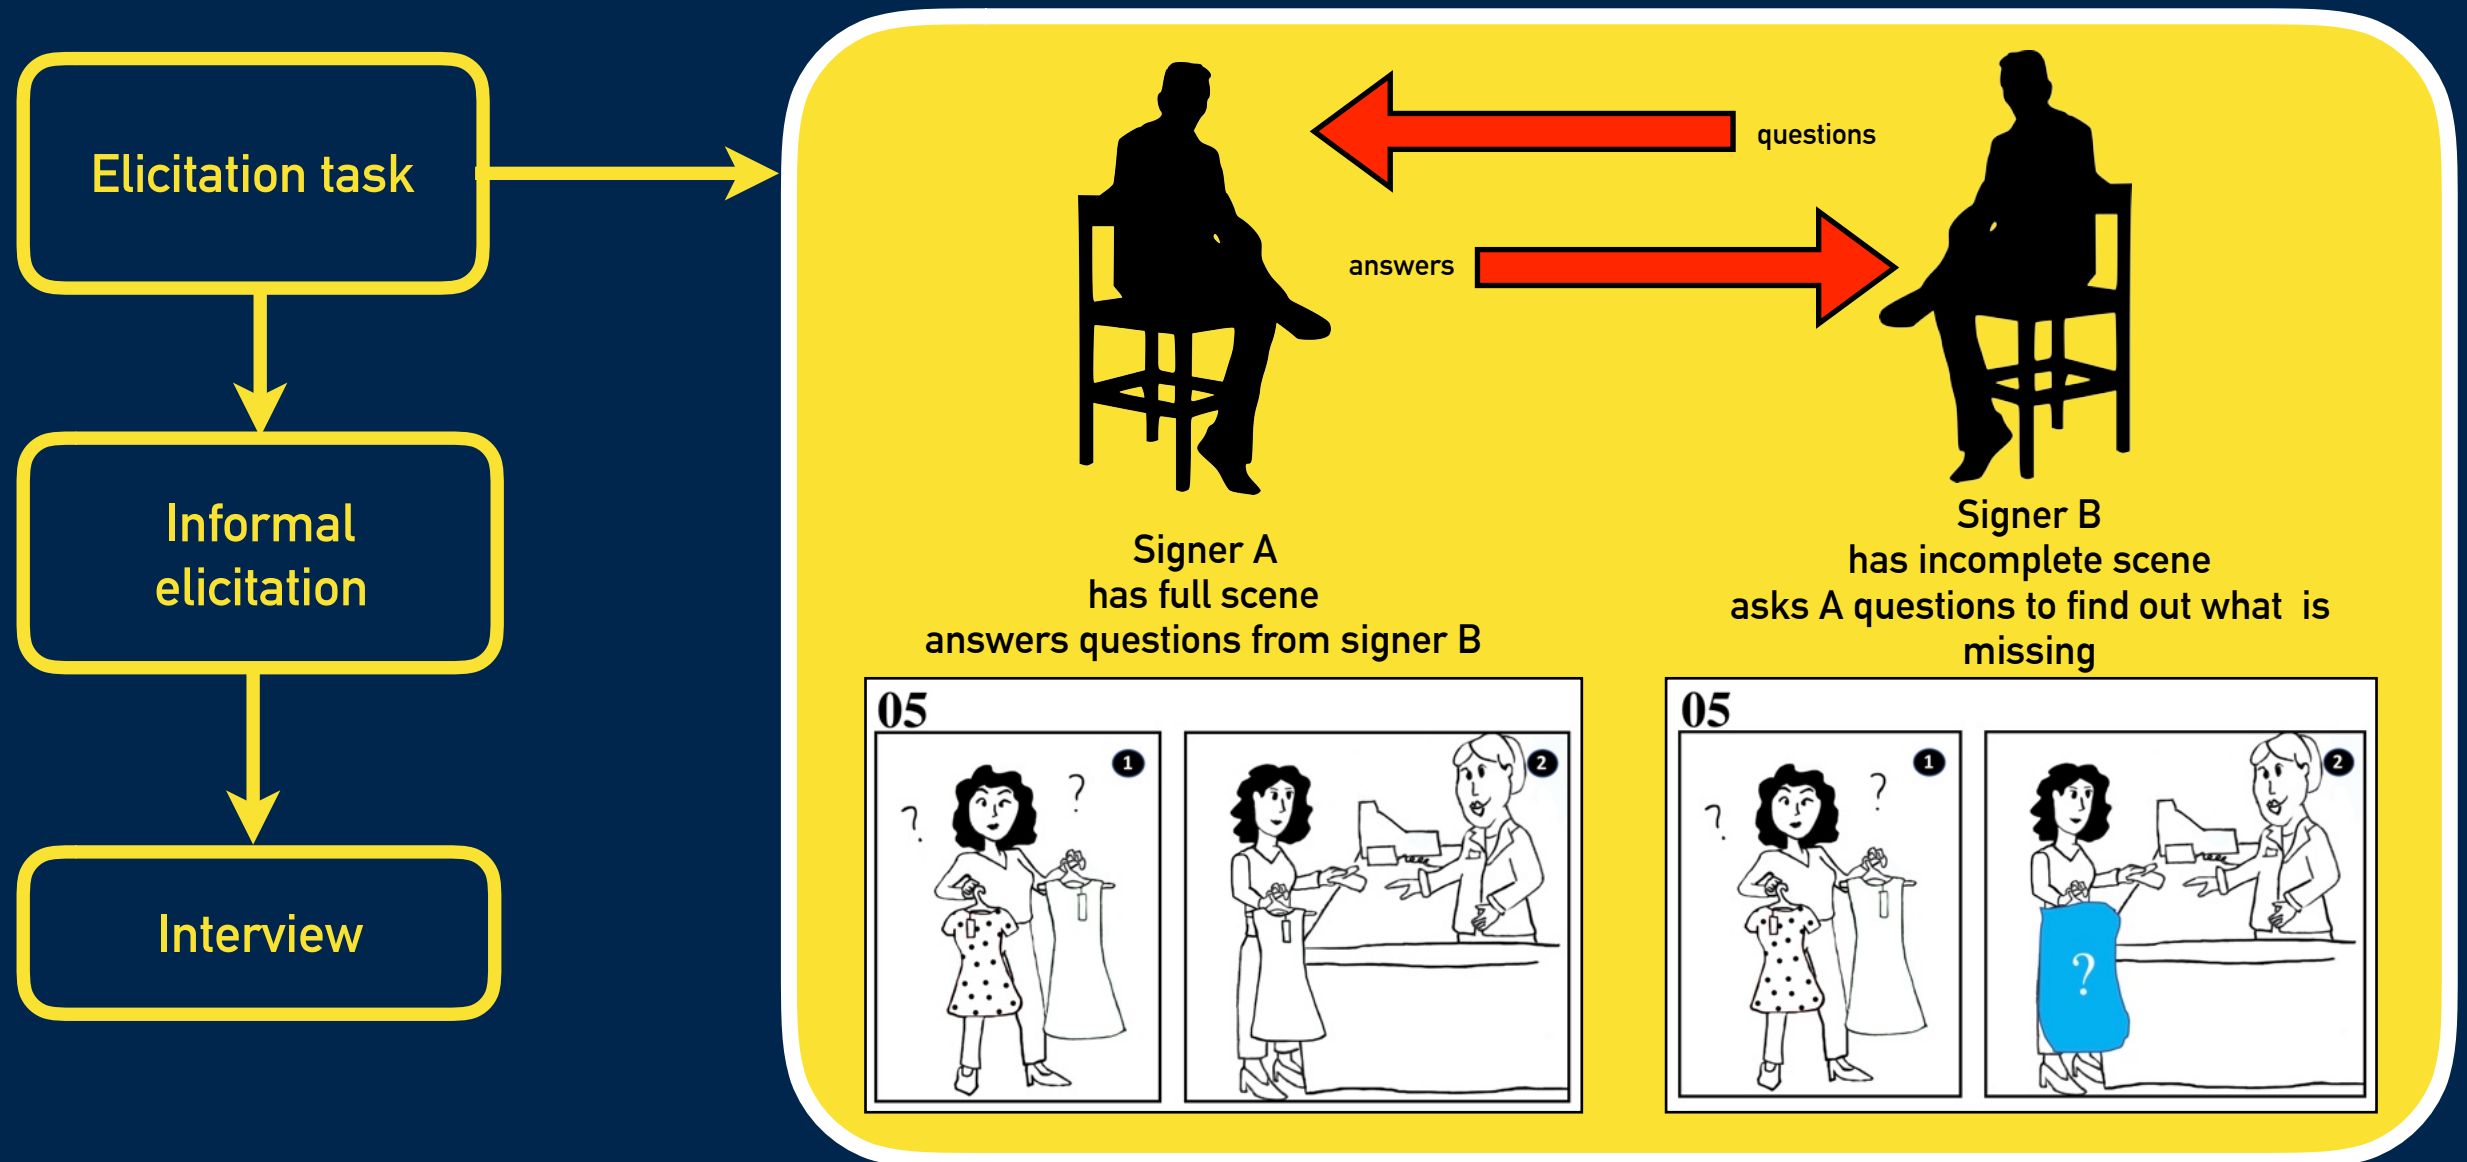 Elicitation task
Informal
elicitation
Interview
questions
answers
Signer A
has full scene
answers questions from signer B
Signer B
has incomplete scene
asks A questions to find out what  is
missing
05
?
?
1
2
05
?
?
1
2
?